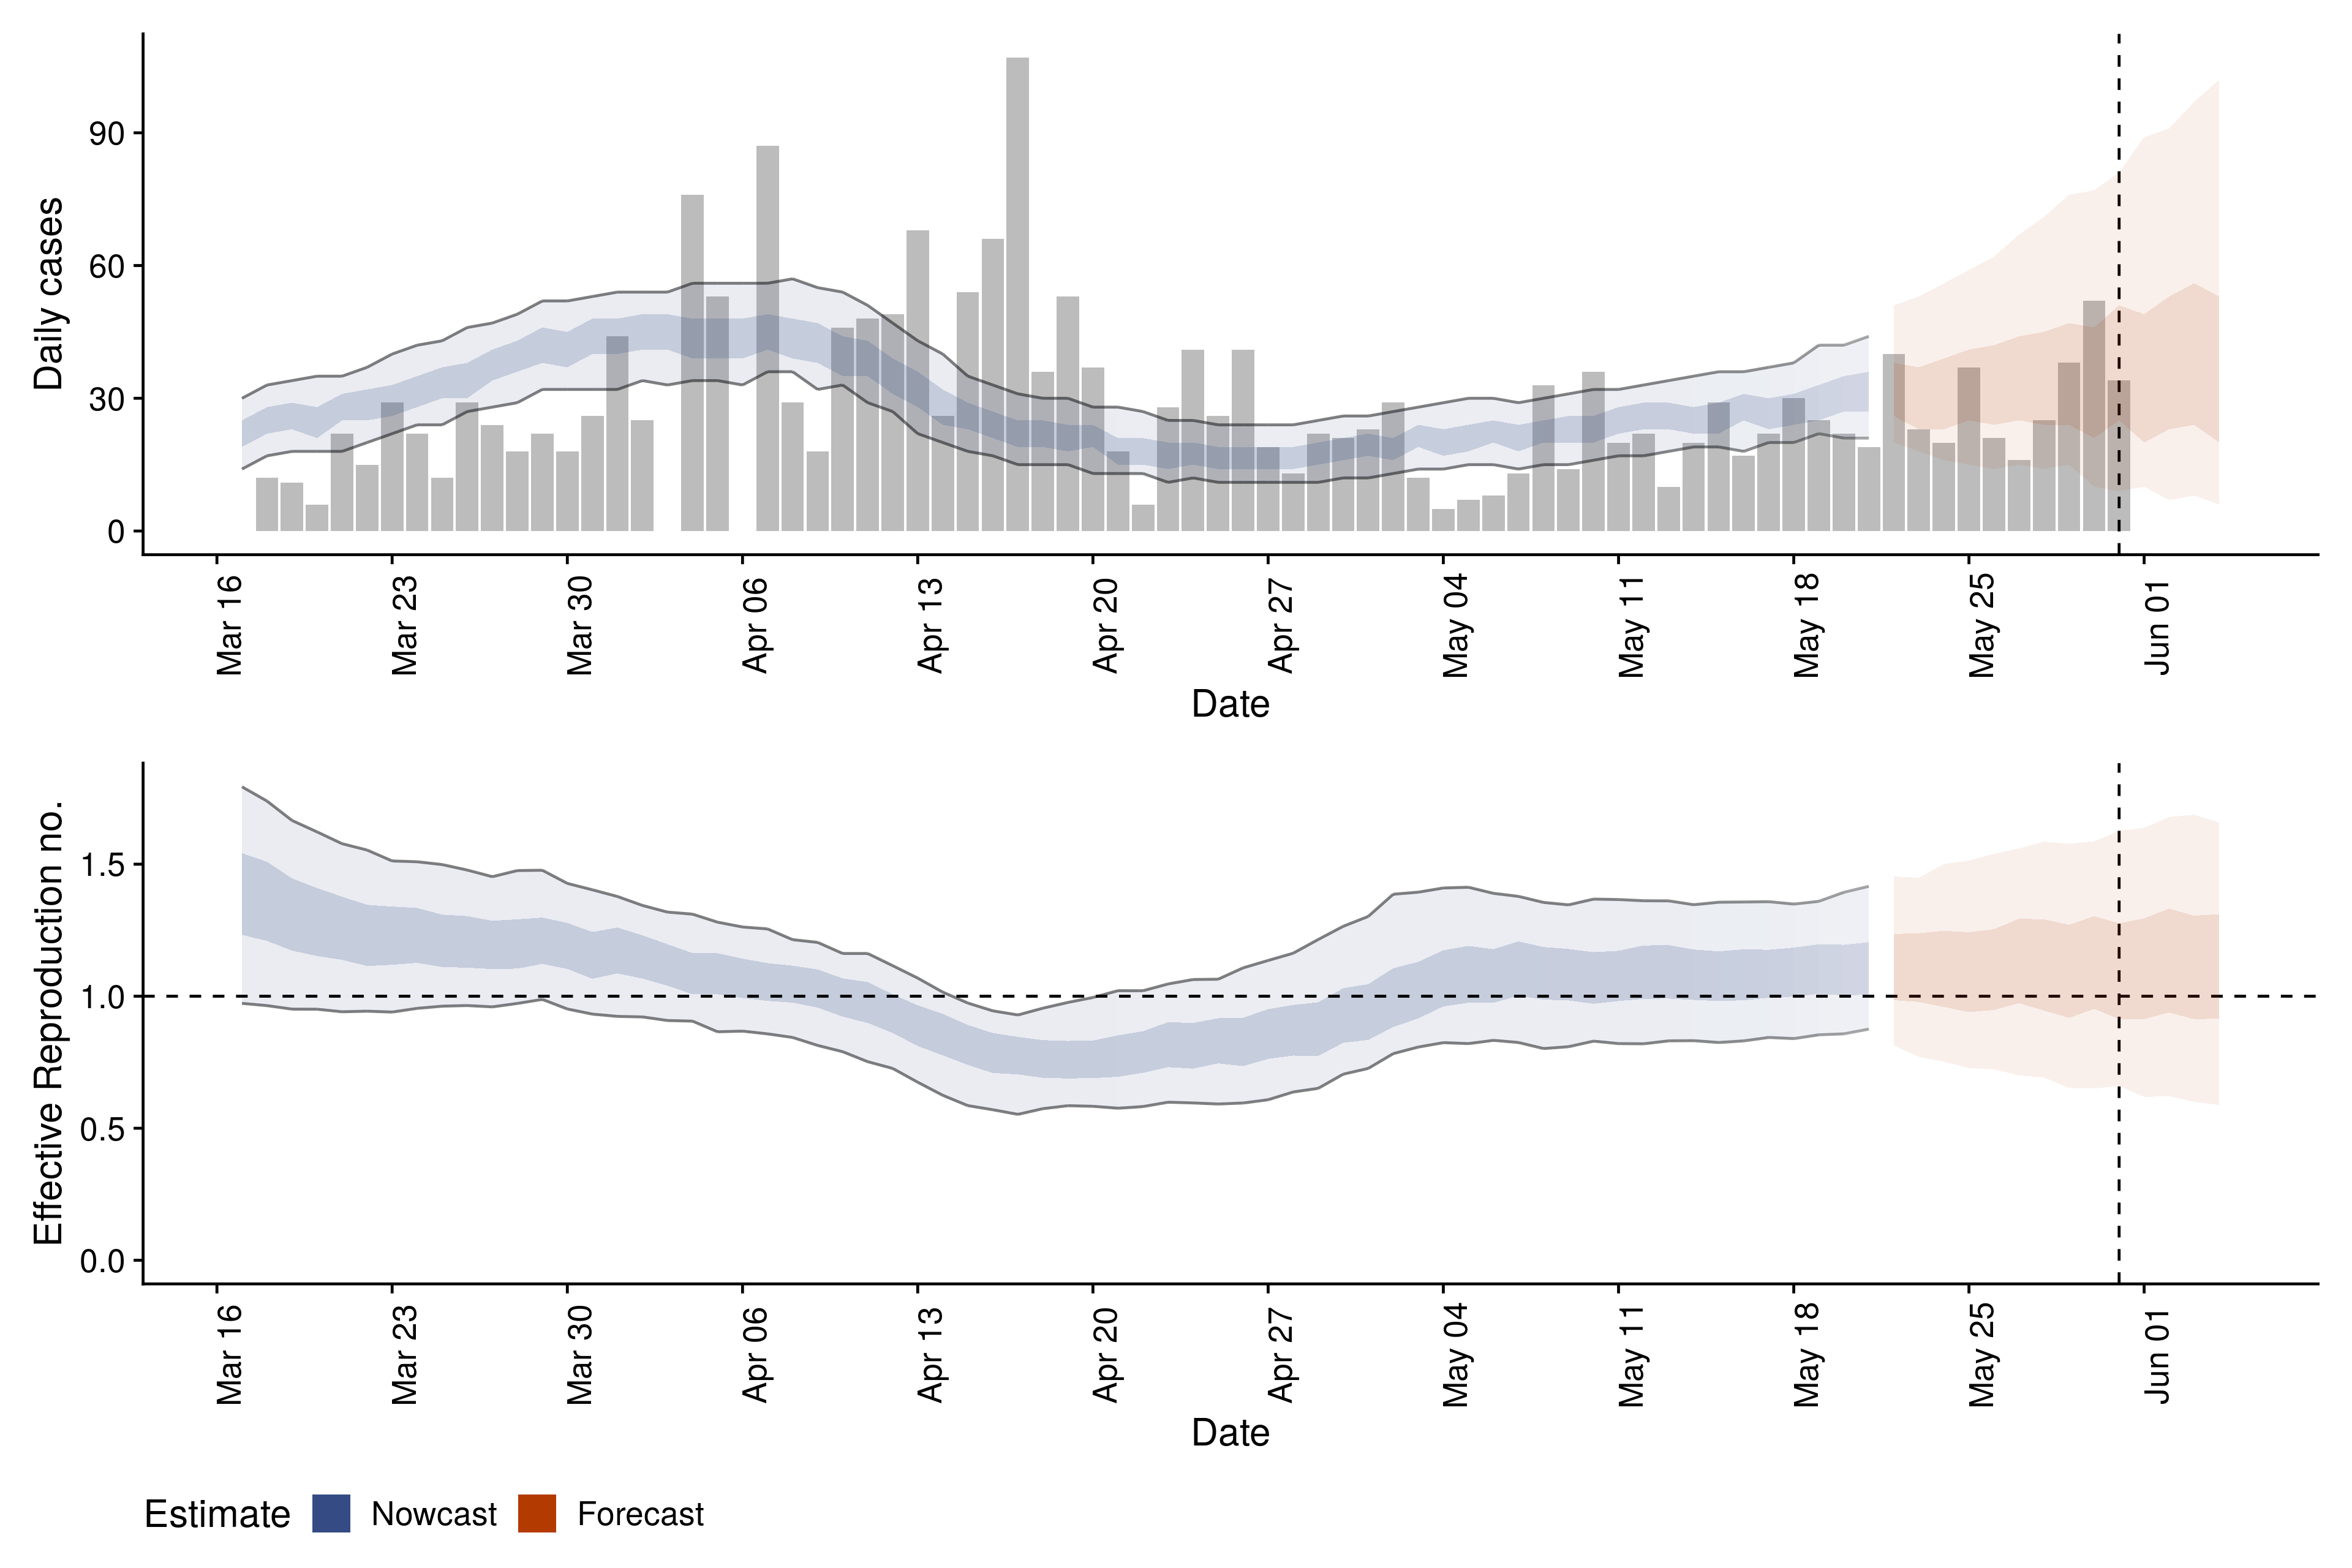 Daily cases
90
60
30
0
Mar 16
Mar 23
Mar 30
Apr 06
Apr 13
Apr 20
Apr 27
May 04
May 11
May 18
May 25
Jun 01
Date
Effective Reproduction no.
1.5
1.0
0.5
0.0
Mar 16
Mar 23
Mar 30
Apr 06
Apr 13
Apr 20
Apr 27
May 04
May 11
May 18
May 25
Jun 01
Date
Estimate Nowcast Forecast